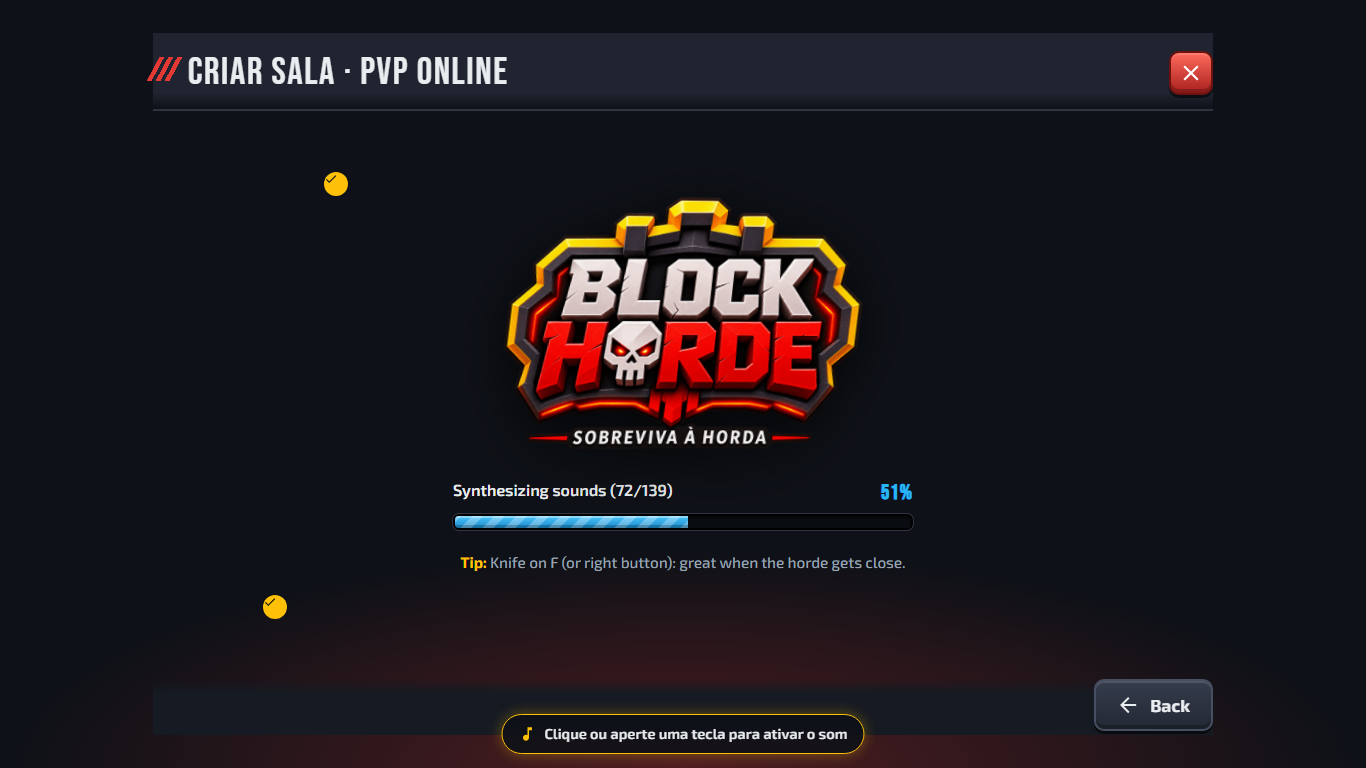 /// CRIAR SALA · PVP ONLINE
BLOCK
HORDE
SOBREVIVA À HORDA
Synthesizing sounds (72/139)
51%
Tip: Knife on F (or right button): great when the horde gets close.
Back
Clique ou aperte uma tecla para ativar o som